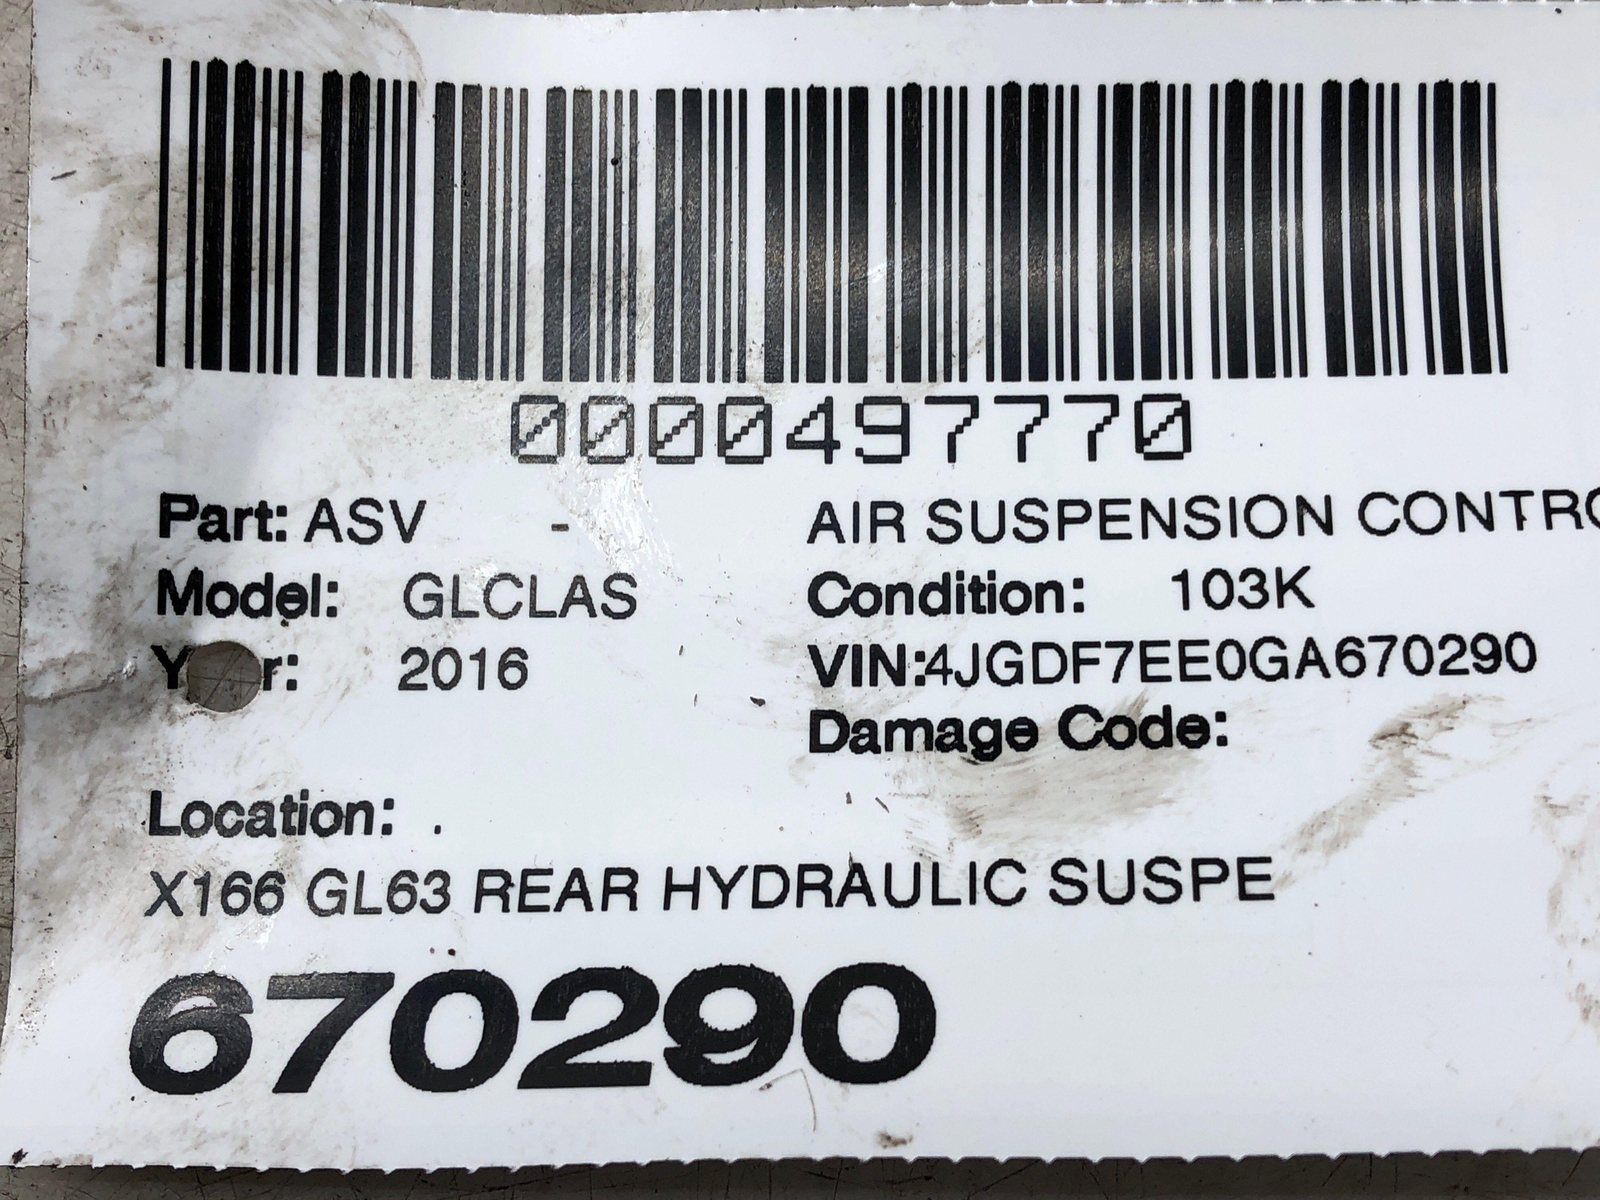 0000497770
Part: ASV - AIR SUSPENSION CONTRO
Model: GLCLAS Condition: 103K
Y r: 2016 VIN:4JGDF7EE0GA670290
Damage Code:
Location: .
X166 GL63 REAR HYDRAULIC SUSPE
670290